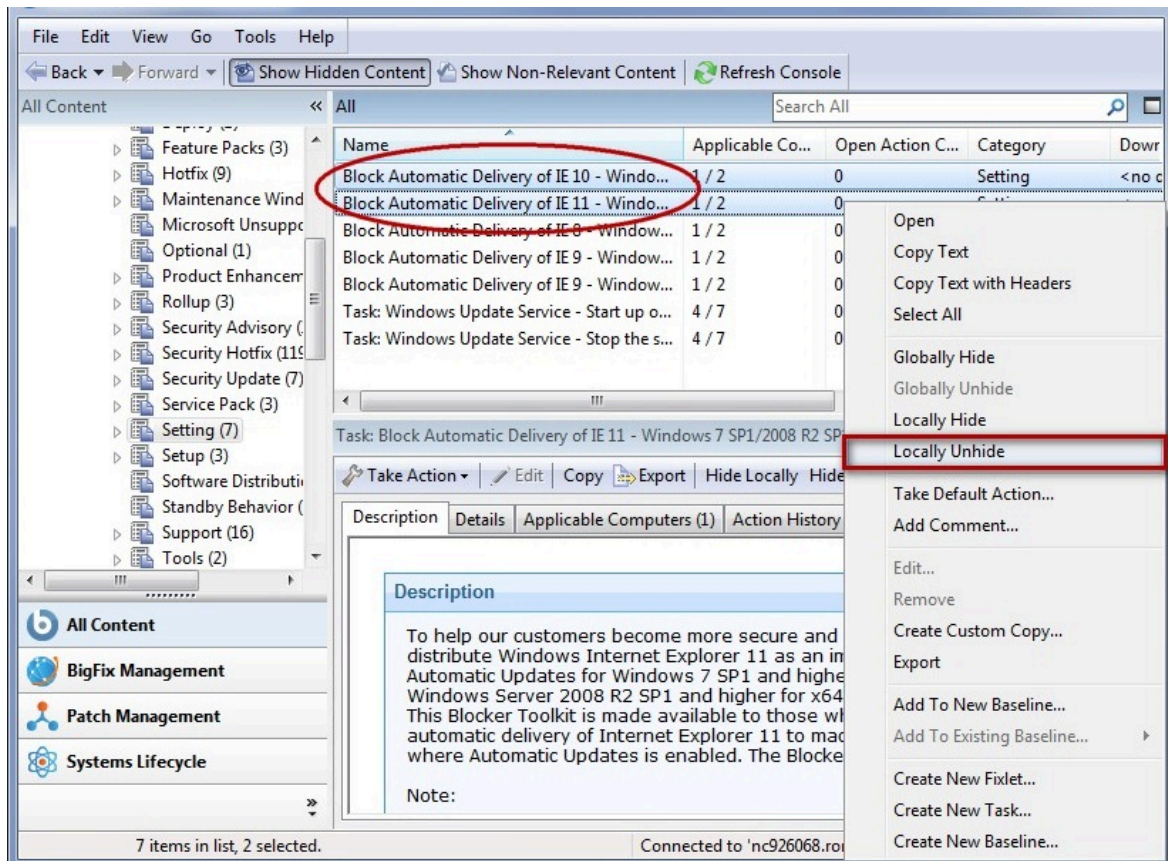 File Edit View Go Tools Help
Back Forward Show Hidden Content Show Non-Relevant Content Refresh Console
All Content « All Search All
Feature Packs (3)
Hotfix (9)
Maintenance Wind
Microsoft Unsuppo
Optional (1)
Product Enhancem
Rollup (3)
Security Advisory (
Security Hotfix (119
Security Update (7)
Service Pack (3)
Setting (7)
Setup (3)
Software Distributi
Standby Behavior (
Support (16)
Tools (2)
All Content
BigFix Management
Patch Management
Systems Lifecycle
»
Name Applicable Co... Open Action C... Category Down
Block Automatic Delivery of IE 10 - Windo... 1 / 2 0 Setting <no d
Block Automatic Delivery of IE 11 - Windo... 1 / 2 0
Block Automatic Delivery of IE 8 - Window... 1 / 2 0
Block Automatic Delivery of IE 9 - Window... 1 / 2 0
Block Automatic Delivery of IE 9 - Window... 1 / 2 0
Task: Windows Update Service - Start up o... 4 / 7 0
Task: Windows Update Service - Stop the s... 4 / 7 0
Task: Block Automatic Delivery of IE 11 - Windows 7 SP1/2008 R2 SP
Take Action Edit Copy Export Hide Locally Hide
Description Details Applicable Computers (1) Action History
Description
To help our customers become more secure and
distribute Windows Internet Explorer 11 as an im
Automatic Updates for Windows 7 SP1 and highe
Windows Server 2008 R2 SP1 and higher for x64
This Blocker Toolkit is made available to those wh
automatic delivery of Internet Explorer 11 to mac
where Automatic Updates is enabled. The Blocke
Note:
Open
Copy Text
Copy Text with Headers
Select All
Globally Hide
Globally Unhide
Locally Hide
Locally Unhide
Take Default Action...
Add Comment...
Edit...
Remove
Create Custom Copy...
Export
Add To New Baseline...
Add To Existing Baseline...
Create New Fixlet...
Create New Task...
Create New Baseline...
7 items in list, 2 selected. Connected to 'nc926068.ro